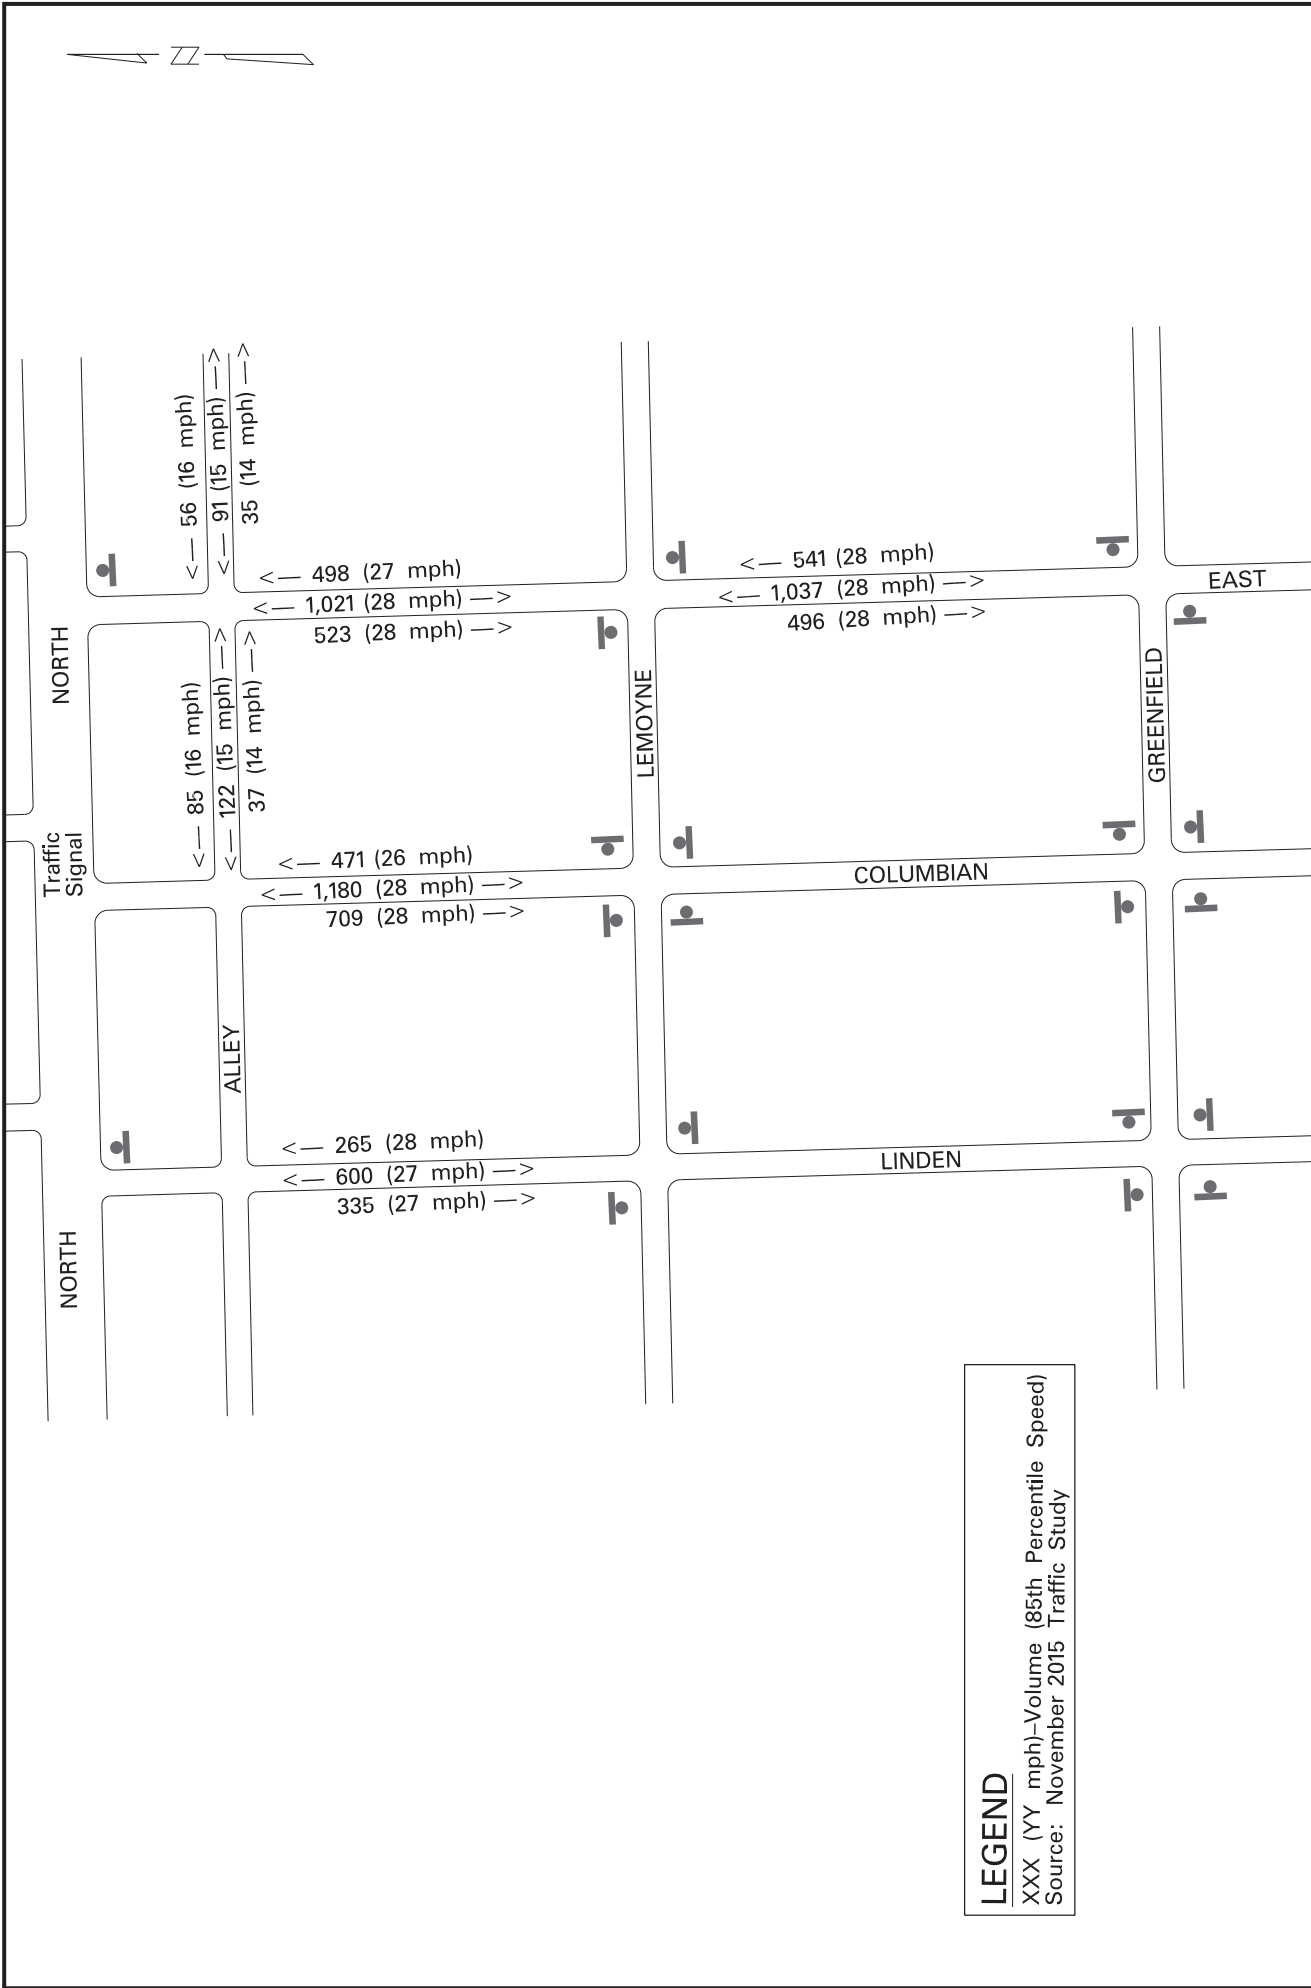 Z
<— 56 (16 mph)
<— 91 (15 mph) —>
35 (14 mph) —>
<— 498 (27 mph)
<— 1,021 (28 mph) —>
523 (28 mph) —>
<— 541 (28 mph)
<— 1,037 (28 mph) —>
496 (28 mph) —>
EAST
NORTH
<— 85 (16 mph)
<— 122 (15 mph) —>
37 (14 mph) —>
LEMOYNE
GREENFIELD
Traffic
Signal
<— 471 (26 mph)
<— 1,180 (28 mph) —>
709 (28 mph) —>
COLUMBIAN
ALLEY
<— 265 (28 mph)
<— 600 (27 mph) —>
335 (27 mph) —>
LINDEN
NORTH
LEGEND
XXX (YY mph)–Volume (85th Percentile Speed)
Source: November 2015 Traffic Study